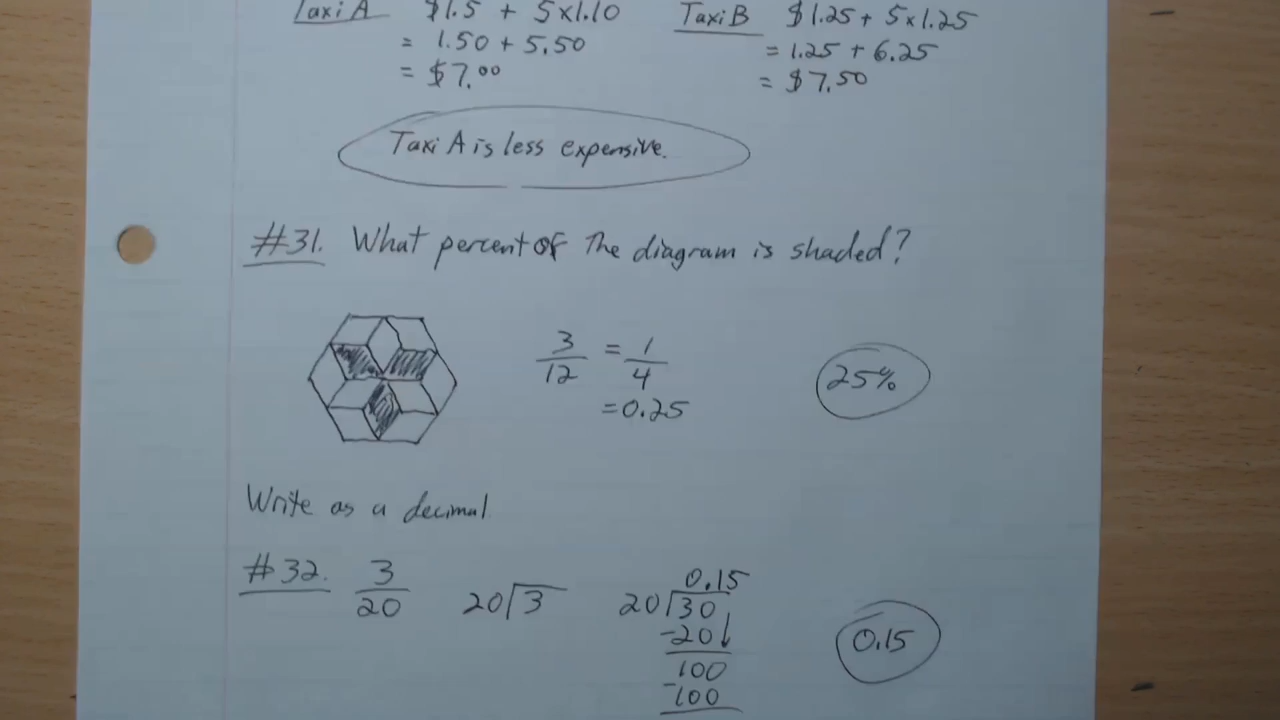 Taxi A $1.5 + 5x1.10 Taxi B $1.25 + 5x1.25
= 1.50 + 5.50 = 1.25 + 6.25
= $7.00 = $7.50
Taxi A is less expensive.
#31. What percent of the diagram is shaded?
3/12 = 1/4
= 0.25
25%
Write as a decimal.
#32. 3/20 20)3 0.15
20)30
-20↓
100
-100
0.15